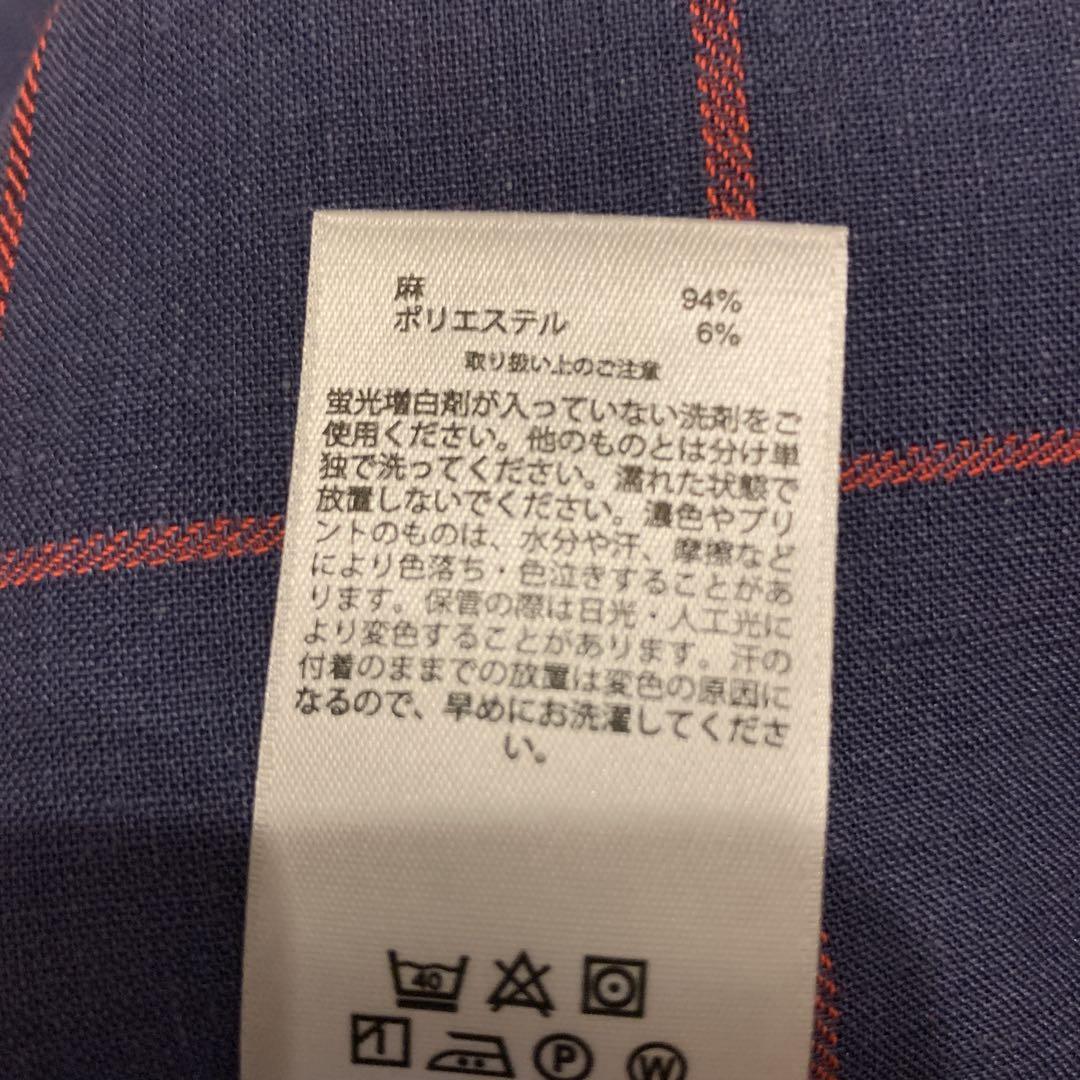 麻 94%
ポリエステル 6%
取り扱い上のご注意
蛍光増白剤が入っていない洗剤をご
使用ください。他のものとは分け単
独で洗ってください。濡れた状態で
放置しないでください。濃色やプリ
ントのものは、水分や汗、摩擦など
により色落ち・色泣きすることがあ
ります。保管の際は日光・人工光に
より変色することがあります。汗の
付着のままでの放置は変色の原因に
なるので、早めにお洗濯してくださ
い。
40
P
W